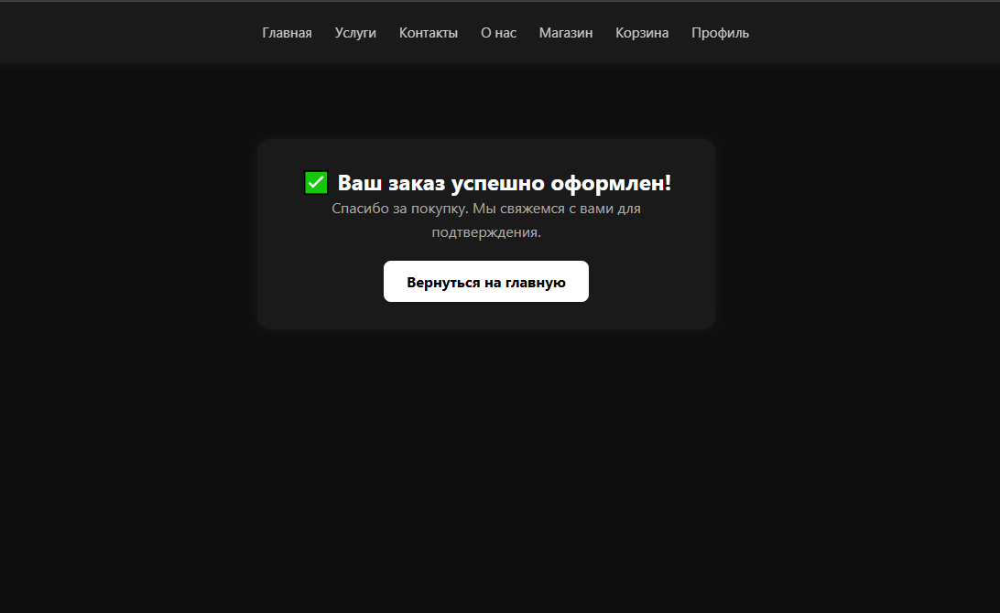 Главная Услуги Контакты О нас Магазин Корзина Профиль
✅ Ваш заказ успешно оформлен!
Спасибо за покупку. Мы свяжемся с вами для
подтверждения.
Вернуться на главную